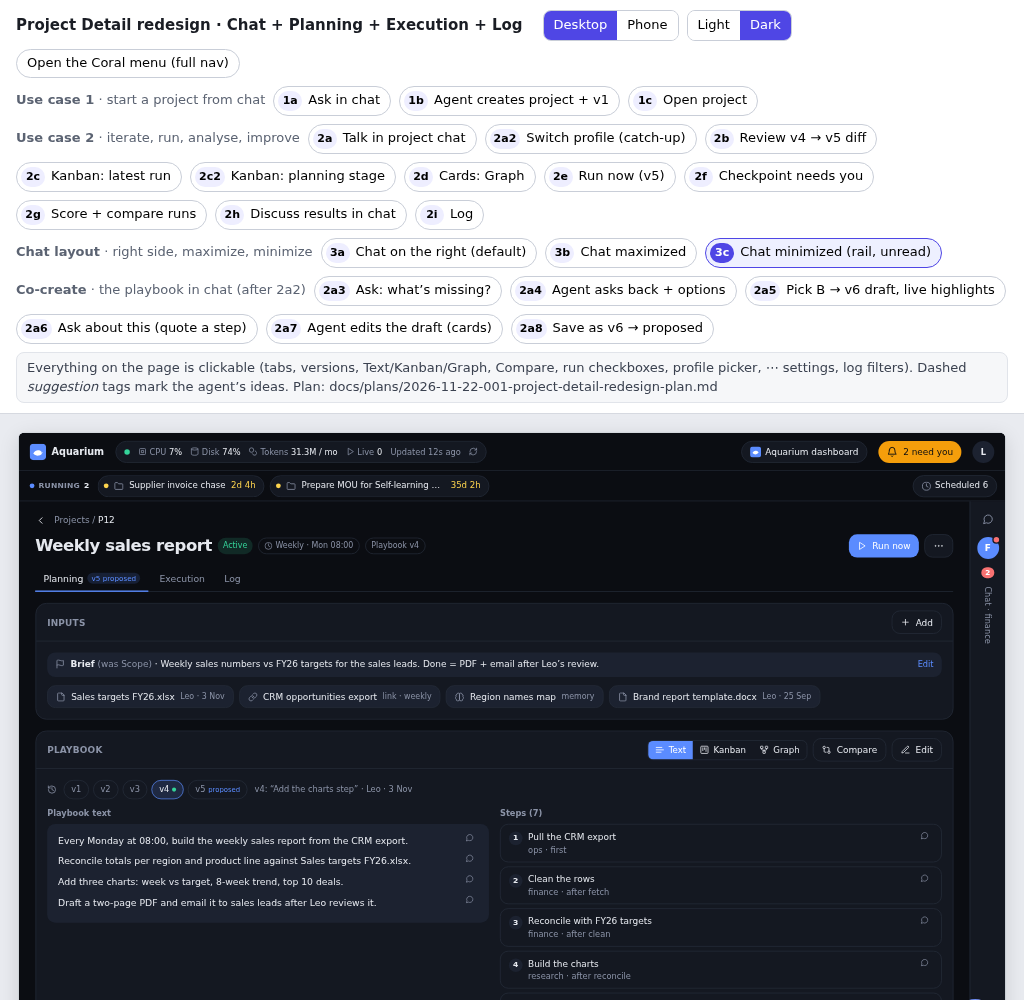 Project Detail redesign · Chat + Planning + Execution + Log
Desktop Phone Light Dark
Open the Coral menu (full nav)
Use case 1 · start a project from chat 1a Ask in chat 1b Agent creates project + v1 1c Open project
Use case 2 · iterate, run, analyse, improve 2a Talk in project chat 2a2 Switch profile (catch-up) 2b Review v4 → v5 diff
2c Kanban: latest run 2c2 Kanban: planning stage 2d Cards: Graph 2e Run now (v5) 2f Checkpoint needs you
2g Score + compare runs 2h Discuss results in chat 2i Log
Chat layout · right side, maximize, minimize 3a Chat on the right (default) 3b Chat maximized 3c Chat minimized (rail, unread)
Co-create · the playbook in chat (after 2a2) 2a3 Ask: what’s missing? 2a4 Agent asks back + options 2a5 Pick B → v6 draft, live highlights
2a6 Ask about this (quote a step) 2a7 Agent edits the draft (cards) 2a8 Save as v6 → proposed
Everything on the page is clickable (tabs, versions, Text/Kanban/Graph, Compare, run checkboxes, profile picker, ··· settings, log filters). Dashed
suggestion tags mark the agent’s ideas. Plan: docs/plans/2026-11-22-001-project-detail-redesign-plan.md
Aquarium CPU 7% Disk 74% Tokens 31.3M / mo Live 0 Updated 12s ago Aquarium dashboard 2 need you L
RUNNING 2 Supplier invoice chase 2d 4h Prepare MOU for Self-learning ... 35d 2h Scheduled 6
Projects / P12
Weekly sales report Active Weekly · Mon 08:00 Playbook v4 Run now ···
F
2
Chat · finance
Planning v5 proposed Execution Log
INPUTS + Add
Brief (was Scope) · Weekly sales numbers vs FY26 targets for the sales leads. Done = PDF + email after Leo’s review. Edit
Sales targets FY26.xlsx Leo · 3 Nov CRM opportunities export link · weekly Region names map memory Brand report template.docx Leo · 25 Sep
PLAYBOOK Text Kanban Graph Compare Edit
v1 v2 v3 v4 v5 proposed v4: “Add the charts step” · Leo · 3 Nov
Playbook text
Every Monday at 08:00, build the weekly sales report from the CRM export.
Reconcile totals per region and product line against Sales targets FY26.xlsx.
Add three charts: week vs target, 8-week trend, top 10 deals.
Draft a two-page PDF and email it to sales leads after Leo reviews it.
Steps (7)
1 Pull the CRM export
ops · first
2 Clean the rows
finance · after fetch
3 Reconcile with FY26 targets
finance · after clean
4 Build the charts
research · after reconcile